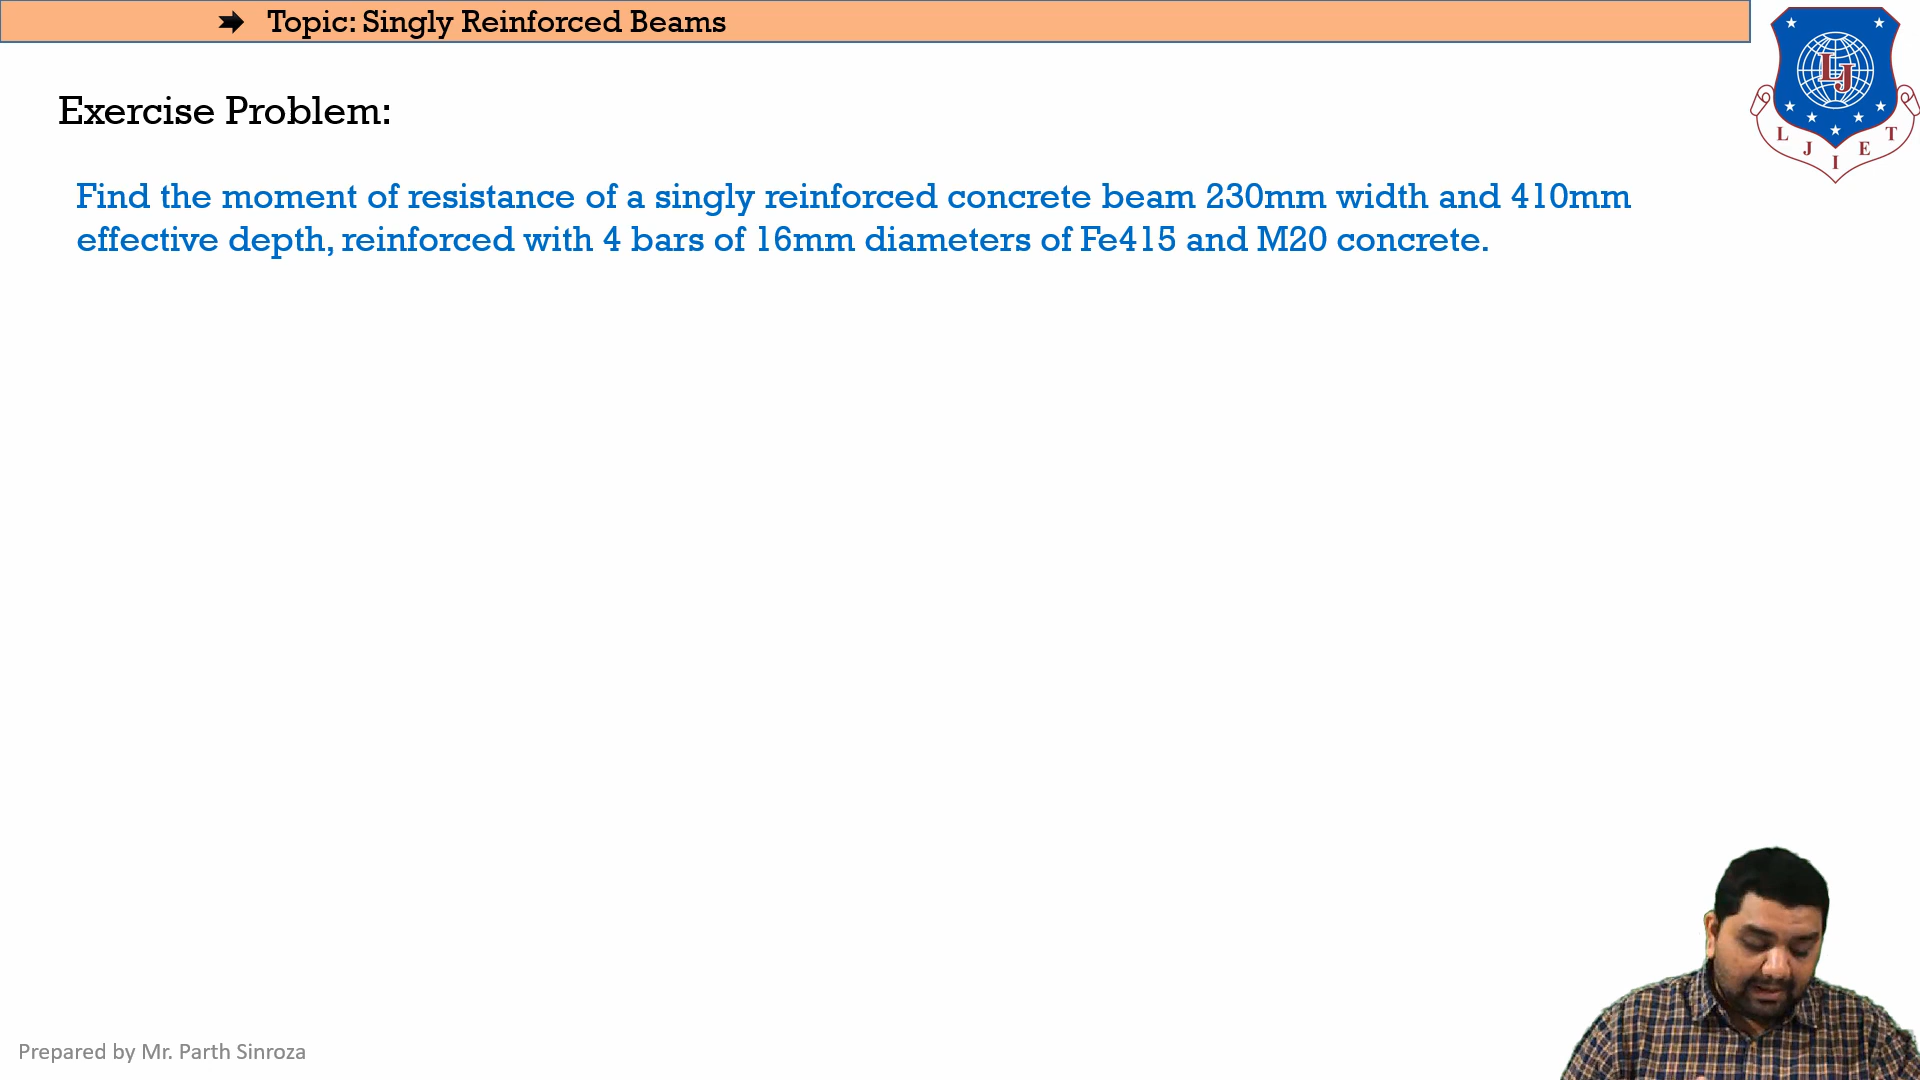 Topic: Singly Reinforced Beams
LJ
L J I E T
Exercise Problem:
Find the moment of resistance of a singly reinforced concrete beam 230mm width and 410mm
effective depth, reinforced with 4 bars of 16mm diameters of Fe415 and M20 concrete.
Prepared by Mr. Parth Sinroza